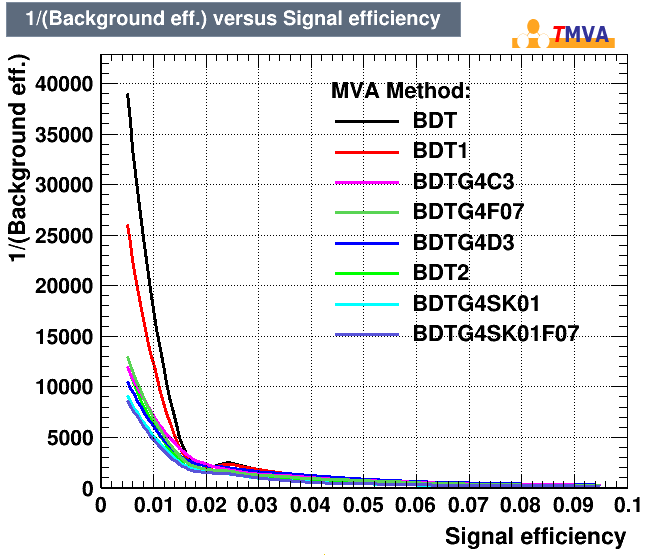 1/(Background eff.) versus Signal efficiency
TMVA
1/(Background eff.)
40000
35000
30000
25000
20000
15000
10000
5000
0
MVA Method:
BDT
BDT1
BDTG4C3
BDTG4F07
BDTG4D3
BDT2
BDTG4SK01
BDTG4SK01F07
0 0.01 0.02 0.03 0.04 0.05 0.06 0.07 0.08 0.09 0.1
Signal efficiency